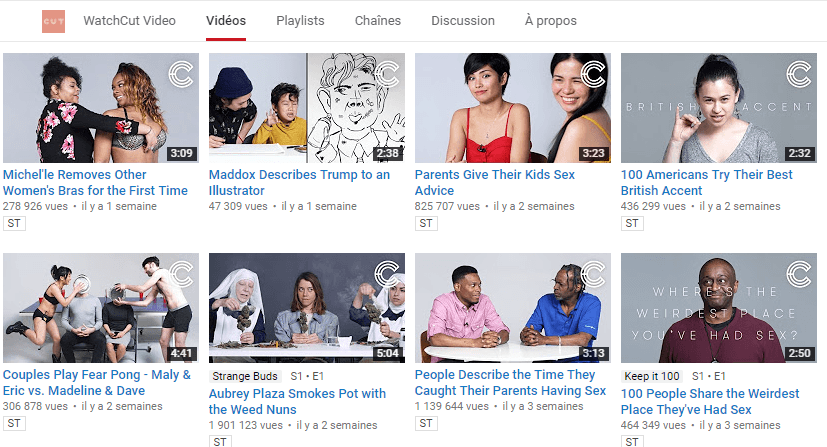 CUT WatchCut Video Vidéos Playlists Chaînes Discussion À propos
3:09
Michel'le Removes Other
Women's Bras for the First Time
278 926 vues • il y a 1 semaine
ST
2:38
Maddox Describes Trump to an
Illustrator
47 309 vues • il y a 1 semaine
3:23
Parents Give Their Kids Sex
Advice
825 707 vues • il y a 2 semaines
ST
BRITISH ACCENT
2:32
100 Americans Try Their Best
British Accent
436 299 vues • il y a 2 semaines
ST
4:41
Couples Play Fear Pong - Maly &
Eric vs. Madeline & Dave
306 878 vues • il y a 2 semaines
ST
5:04
Strange Buds S1 • E1
Aubrey Plaza Smokes Pot with
the Weed Nuns
1 901 123 vues • il y a 2 semaines
ST
3:13
People Describe the Time They
Caught Their Parents Having Sex
1 139 644 vues • il y a 3 semaines
ST
WHERE'S THE
WEIRDEST PLACE
YOU'VE HAD SEX?
2:50
Keep it 100 S1 • E1
100 People Share the Weirdest
Place They've Had Sex
464 349 vues • il y a 3 semaines
ST